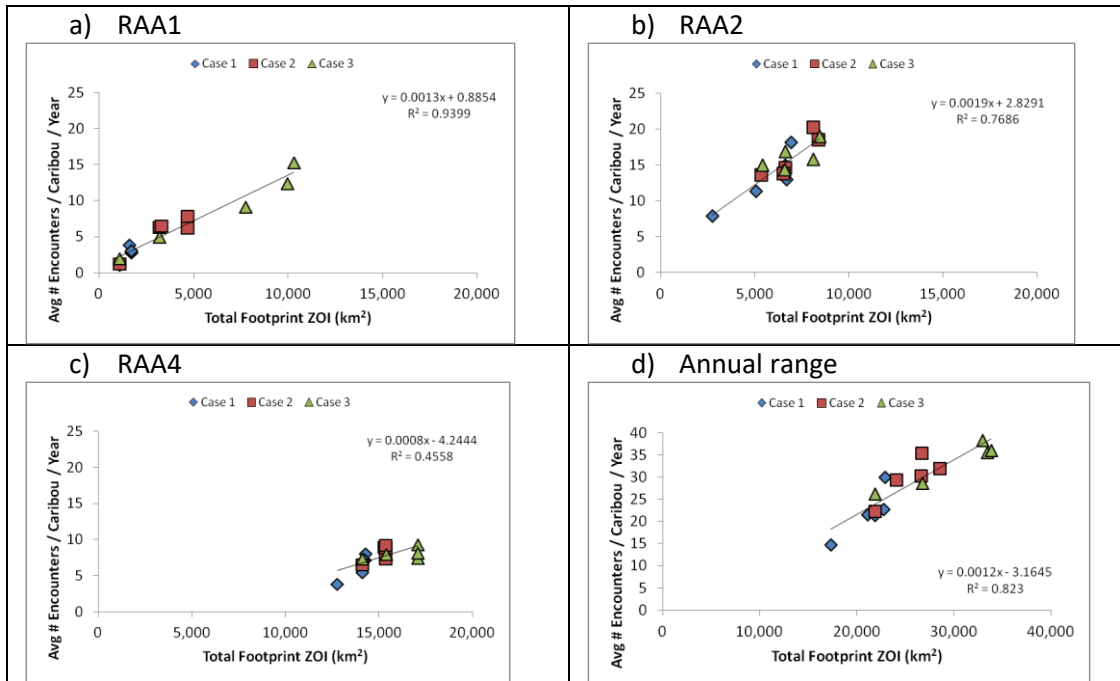 a) RAA1
Case 1 Case 2 Case 3
y = 0.0013x + 0.8854
R² = 0.9399
25
20
15
10
5
0
Avg # Encounters / Caribou / Year
0 5,000 10,000 15,000 20,000
Total Footprint ZOI (km²)
b) RAA2
Case 1 Case 2 Case 3
y = 0.0019x + 2.8291
R² = 0.7686
25
20
15
10
5
0
Avg # Encounters / Caribou / Year
0 5,000 10,000 15,000 20,000
Total Footprint ZOI (km²)
c) RAA4
Case 1 Case 2 Case 3
y = 0.0008x - 4.2444
R² = 0.4558
25
20
15
10
5
0
Avg # Encounters / Caribou / Year
0 5,000 10,000 15,000 20,000
Total Footprint ZOI (km²)
d) Annual range
Case 1 Case 2 Case 3
40
35
30
25
20
15
10
5
0
Avg # Encounters / Caribou / Year
y = 0.0012x - 3.1645
R² = 0.823
0 10,000 20,000 30,000 40,000
Total Footprint ZOI (km²)